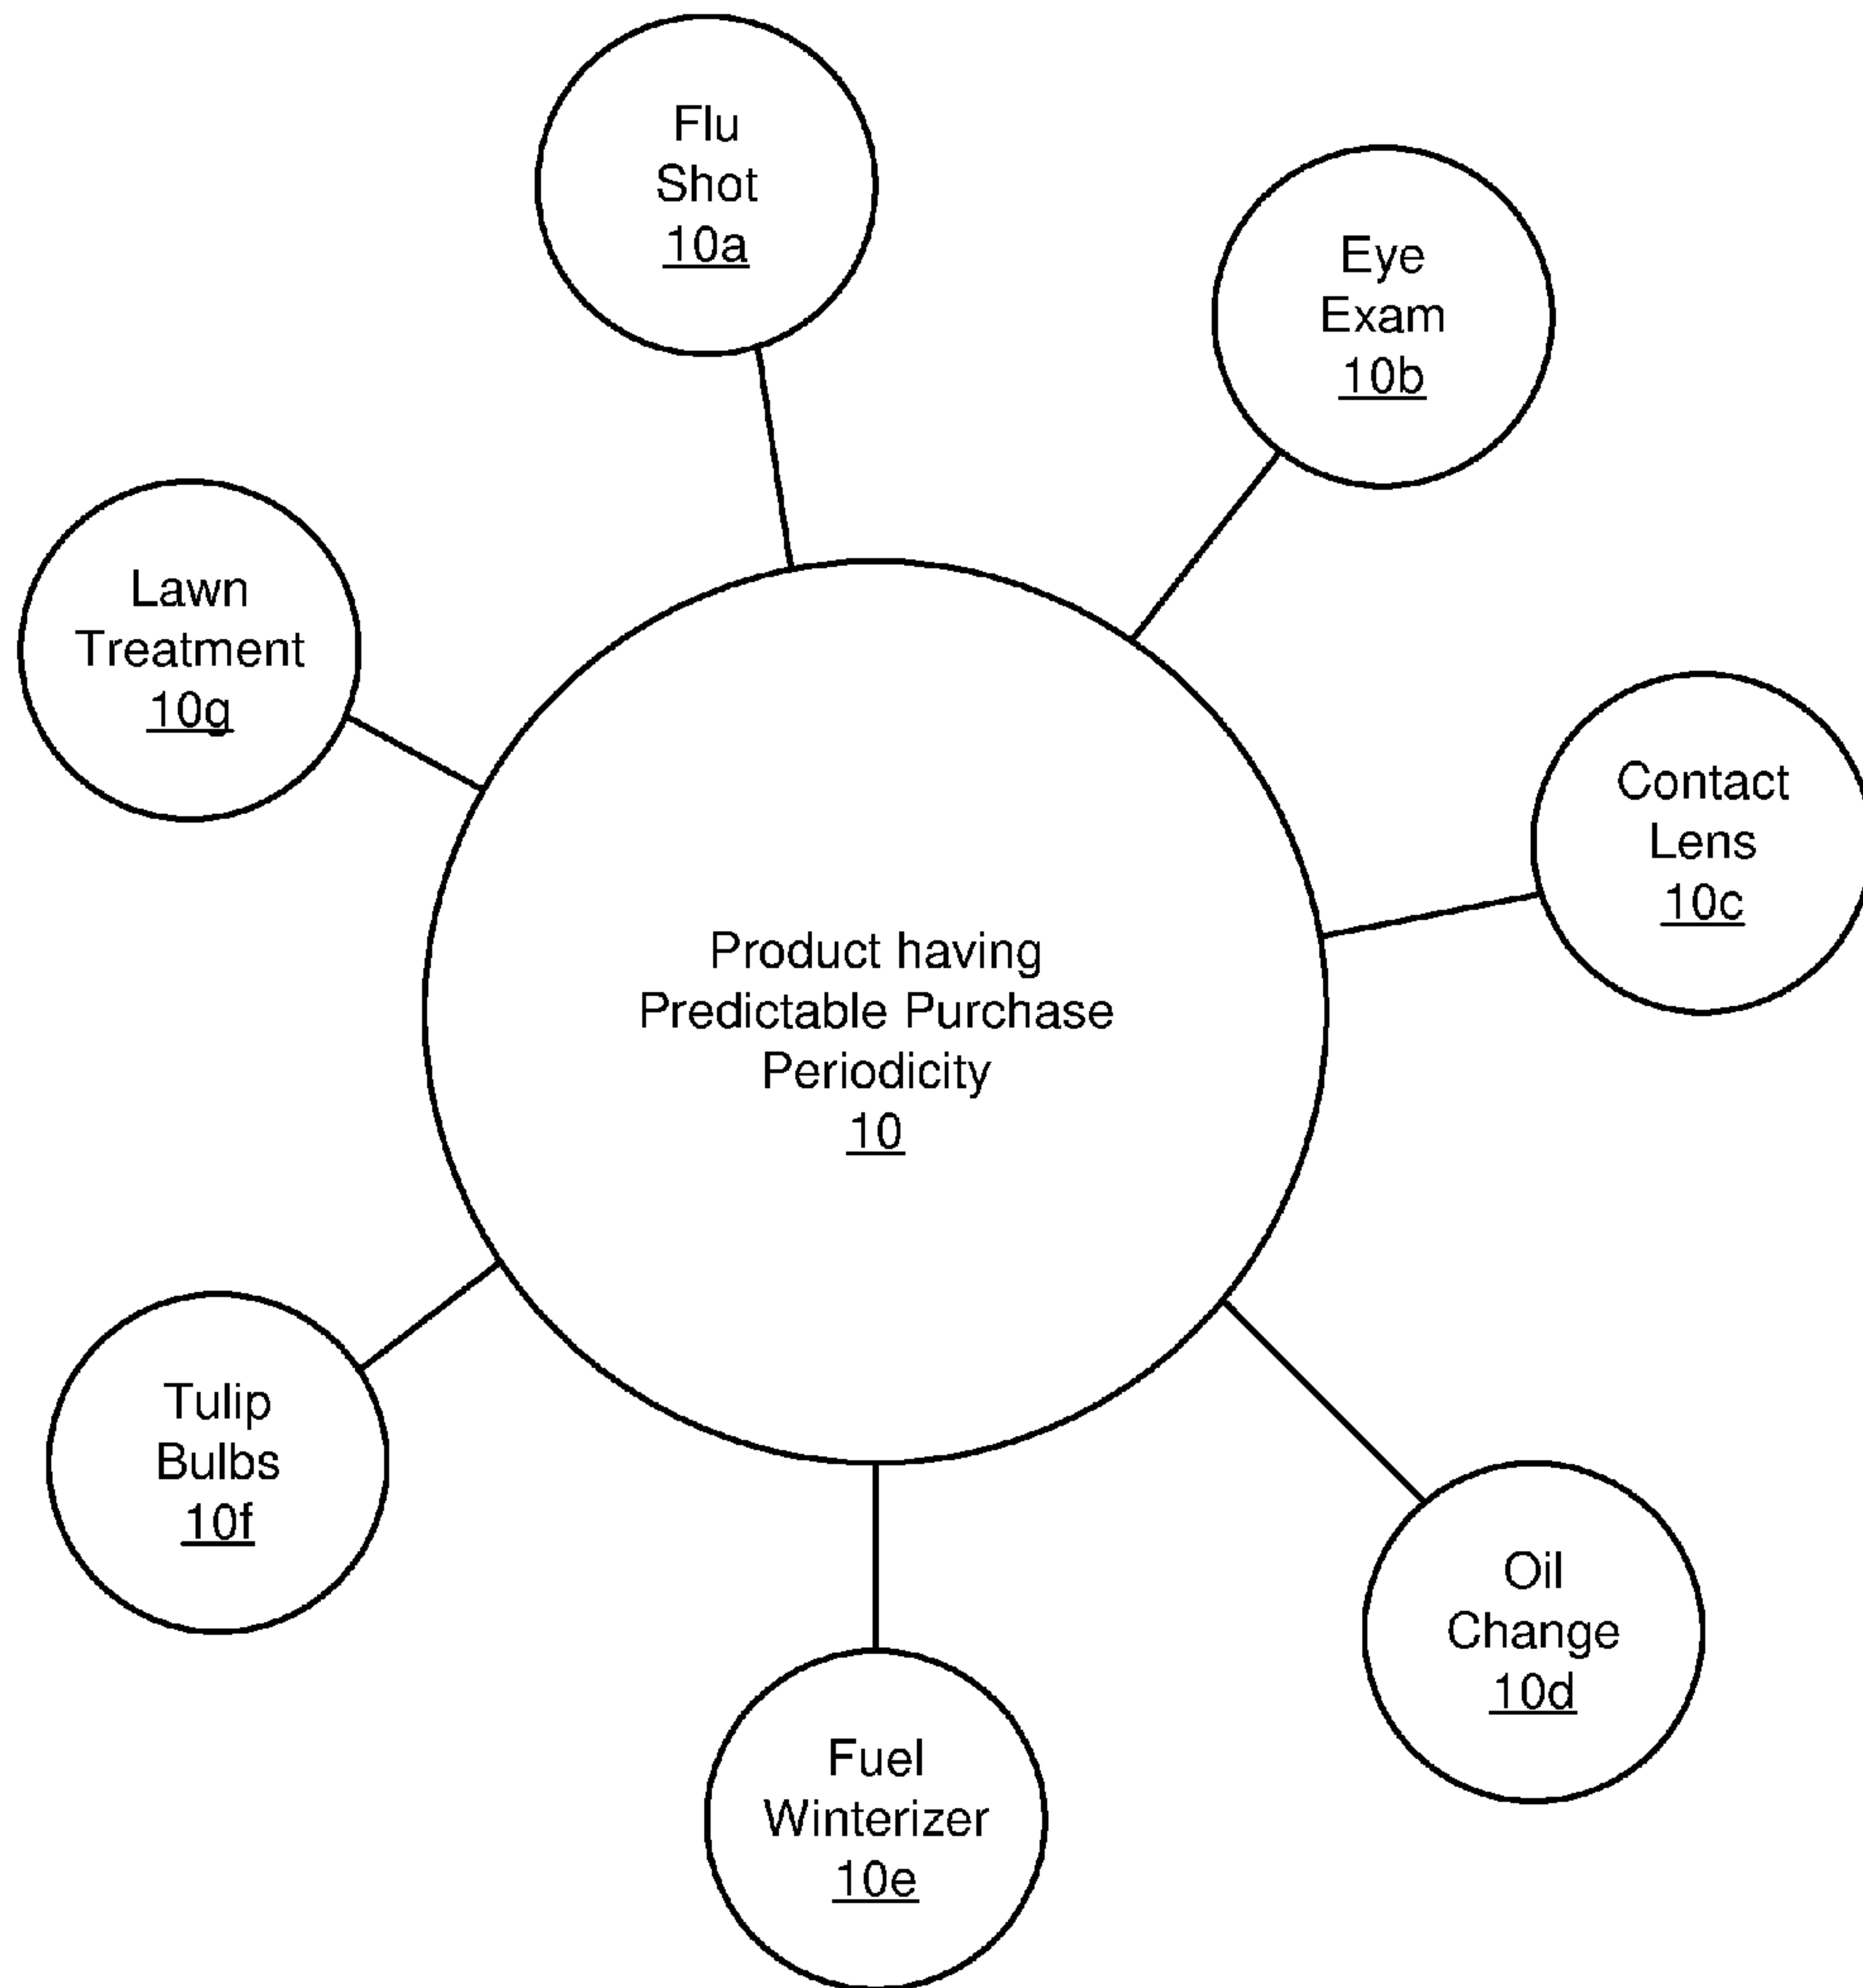 Flu
Shot
10a
Eye
Exam
10b
Contact
Lens
10c
Oil
Change
10d
Fuel
Winterizer
10e
Tulip
Bulbs
10f
Lawn
Treatment
10g
Product having
Predictable Purchase
Periodicity
10